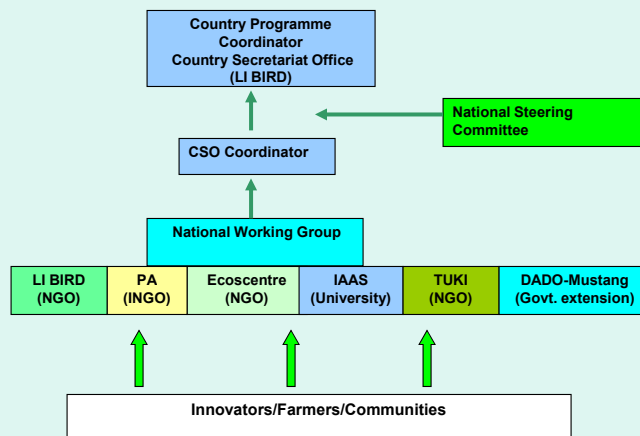 Country Programme
Coordinator
Country Secretariat Office
(LI BIRD)
National Steering
Committee
CSO Coordinator
National Working Group
LI BIRD
(NGO)
PA
(INGO)
Ecoscentre
(NGO)
IAAS
(University)
TUKI
(NGO)
DADO-Mustang
(Govt. extension)
Innovators/Farmers/Communities